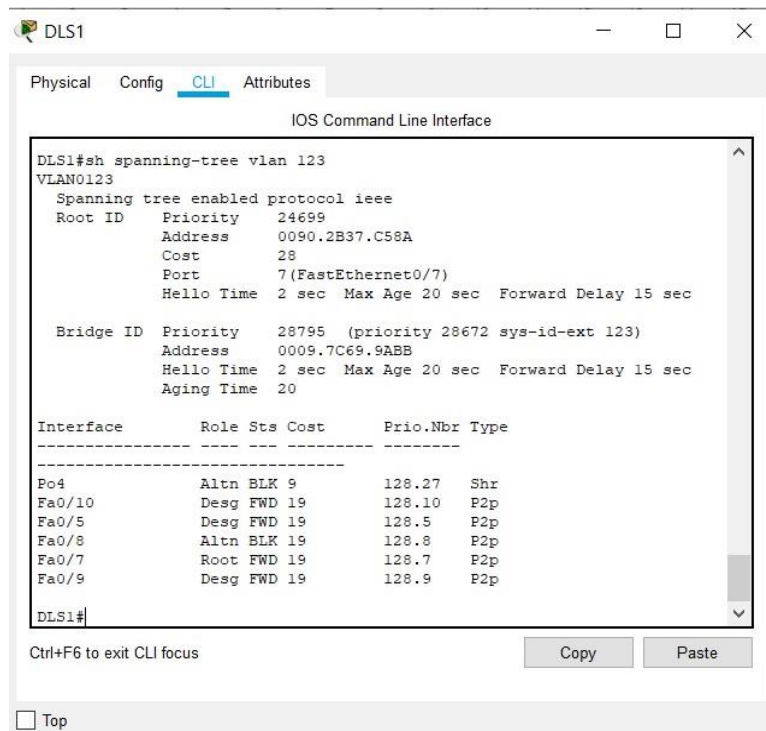 DLS1
Physical Config CLI Attributes
IOS Command Line Interface
DLS1#sh spanning-tree vlan 123
VLAN0123
  Spanning tree enabled protocol ieee
  Root ID    Priority    24699
             Address     0090.2B37.C58A
             Cost        28
             Port        7(FastEthernet0/7)
             Hello Time  2 sec  Max Age 20 sec  Forward Delay 15 sec

  Bridge ID  Priority    28795  (priority 28672 sys-id-ext 123)
             Address     0009.7C69.9ABB
             Hello Time  2 sec  Max Age 20 sec  Forward Delay 15 sec
             Aging Time  20

Interface        Role Sts Cost      Prio.Nbr Type
---------------- ---- --- --------- --------
--------------------------------
Po4              Altn BLK 9         128.27   Shr
Fa0/10           Desg FWD 19        128.10   P2p
Fa0/5            Desg FWD 19        128.5    P2p
Fa0/8            Altn BLK 19        128.8    P2p
Fa0/7            Root FWD 19        128.7    P2p
Fa0/9            Desg FWD 19        128.9    P2p

DLS1#
Ctrl+F6 to exit CLI focus Copy Paste
Top